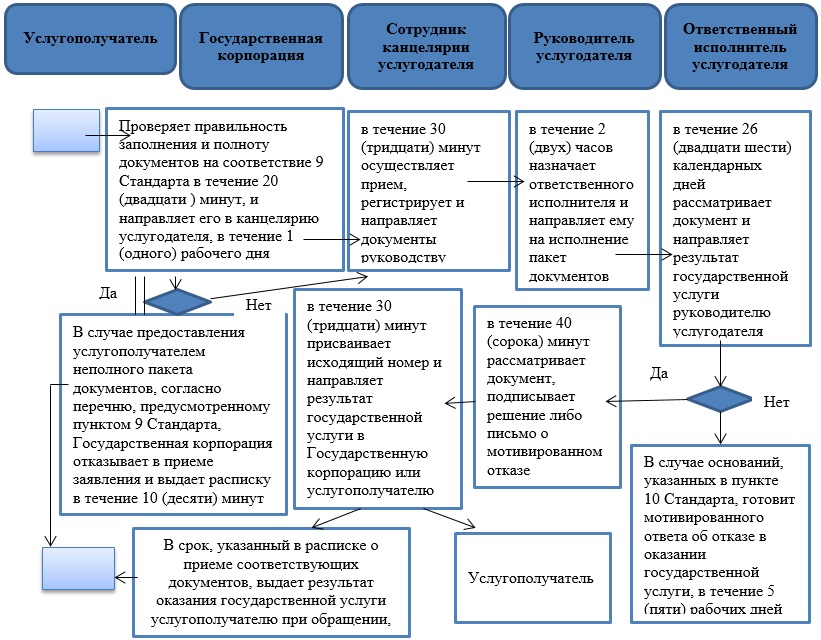 Услугополучатель
Государственная
корпорация
Сотрудник
канцелярии
услугодателя
Руководитель
услугодателя
Ответственный
исполнитель
услугодателя
Проверяет правильность
заполнения и полноту
документов на соответствие 9
Стандарта в течение 20
(двадцати ) минут, и
направляет его в канцелярию
услугодателя, в течение 1
(одного) рабочего дня
в течение 30
(тридцати) минут
осуществляет
прием,
регистрирует и
направляет
документы
руководству
в течение 2
(двух) часов
назначает
ответственного
исполнителя и
направляет ему
на исполнение
пакет
документов
в течение 26
(двадцати шести)
календарных
дней
рассматривает
документ и
направляет
результат
государственной
услуги
руководителю
услугодателя
Да
Нет
В случае предоставления
услугополучателем
неполного пакета
документов, согласно
перечню, предусмотренному
пунктом 9 Стандарта,
Государственная корпорация
отказывает в приеме
заявления и выдает расписку
в течение 10 (десяти) минут
в течение 30
(тридцати) минут
присваивает
исходящий номер и
направляет
результат
государственной
услуги в
Государственную
корпорацию или
услугополучателю
в течение 40
(сорока) минут
рассматривает
документ,
подписывает
решение либо
письмо о
мотивированном
отказе
Да
Нет
В случае оснований,
указанных в пункте
10 Стандарта, готовит
мотивированного
ответа об отказе в
оказании
государственной
услуги, в течение 5
(пяти) рабочих дней
В срок, указанный в расписке о
приеме соответствующих
документов, выдает результат
оказания государственной услуги
услугополучателю при обращении,
Услугополучатель